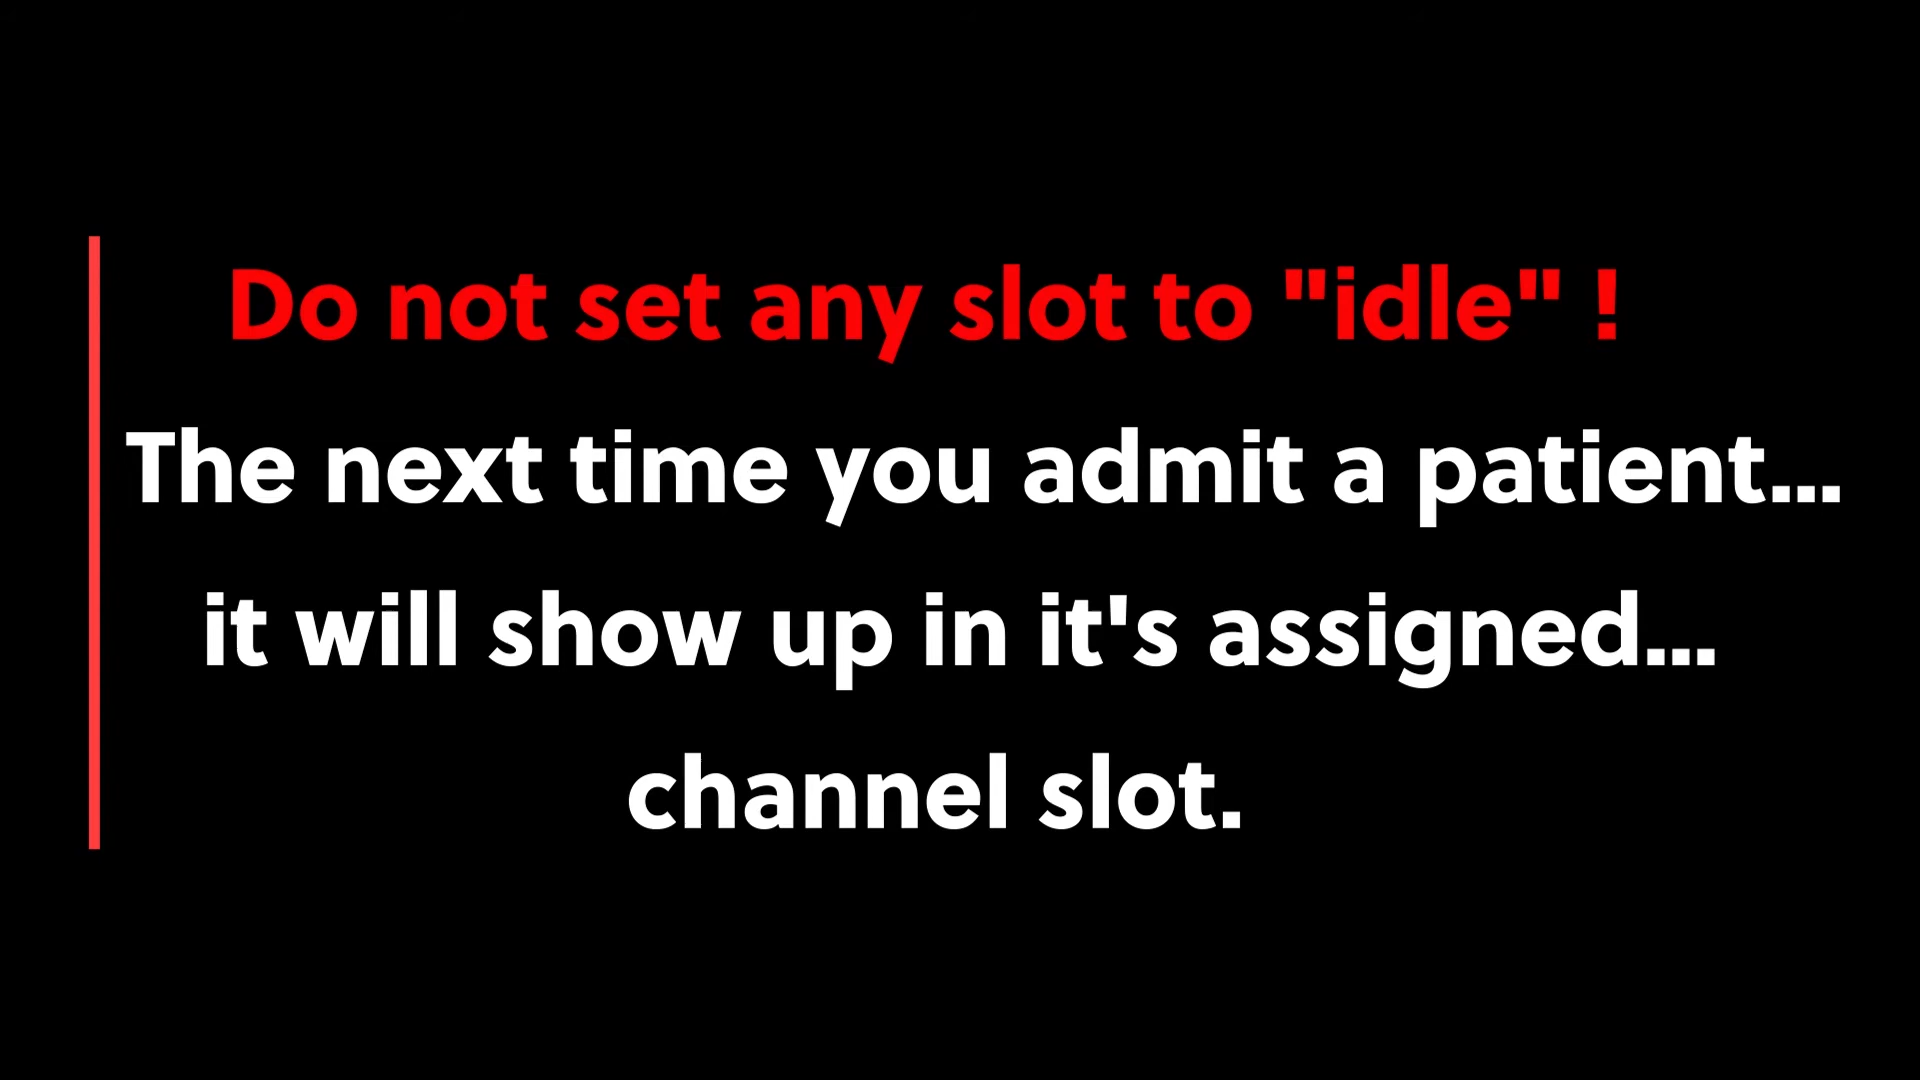 Do not set any slot to "idle" !
The next time you admit a patient...
it will show up in it's assigned...
channel slot.